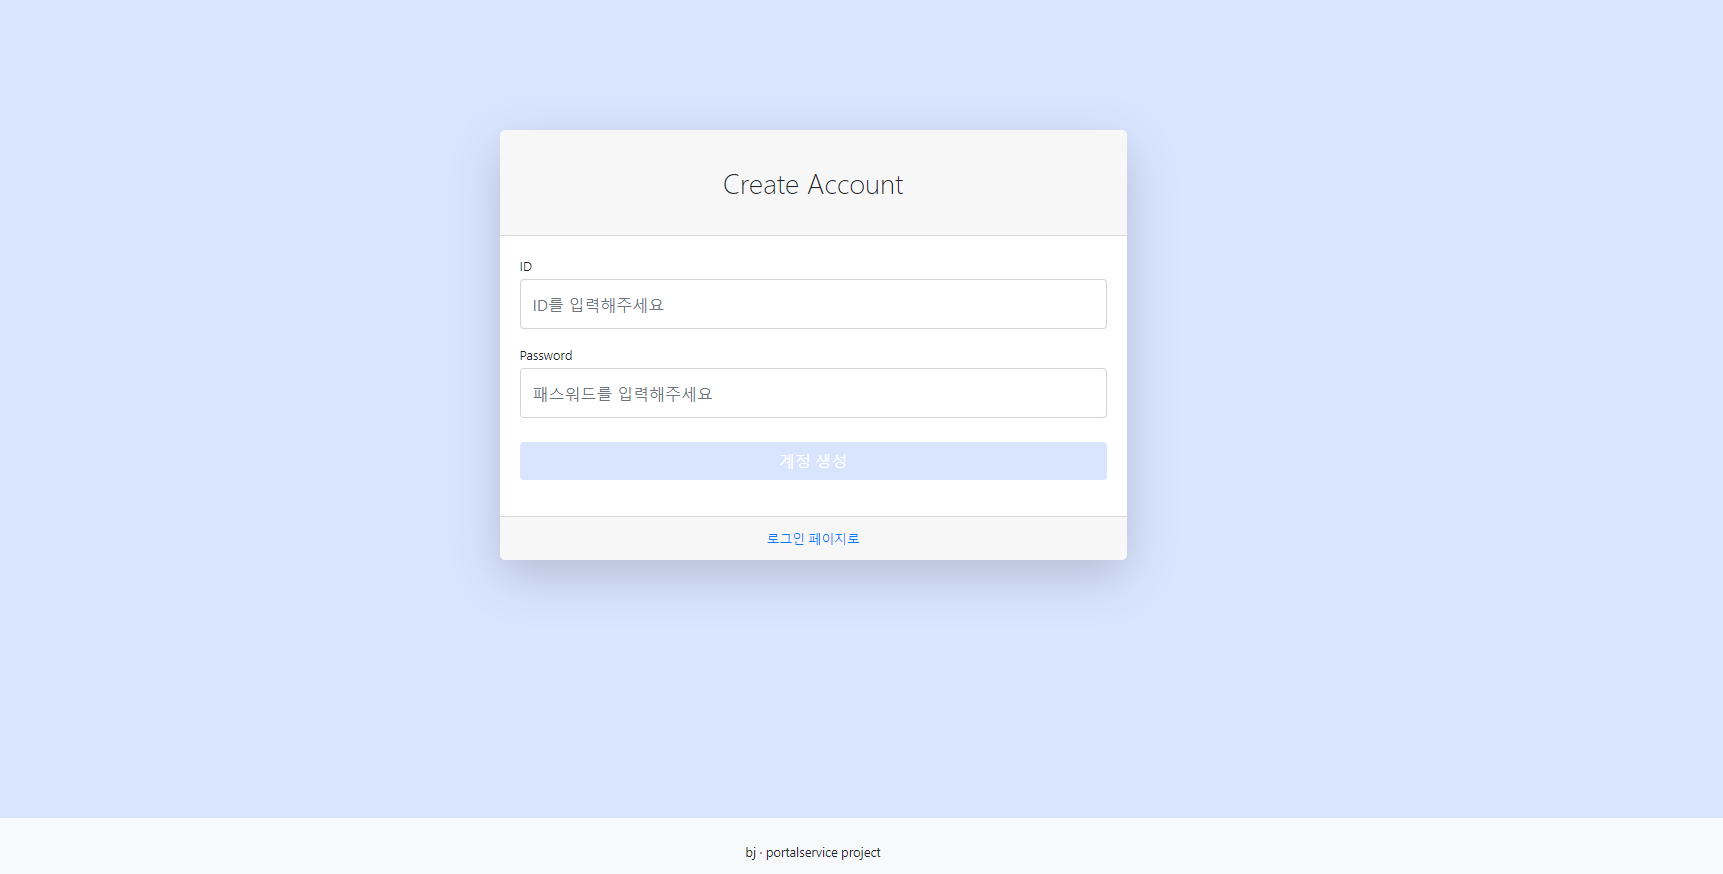 Create Account
ID
ID를 입력해주세요
Password
패스워드를 입력해주세요
계정 생성
로그인 페이지로
bj · portalservice project